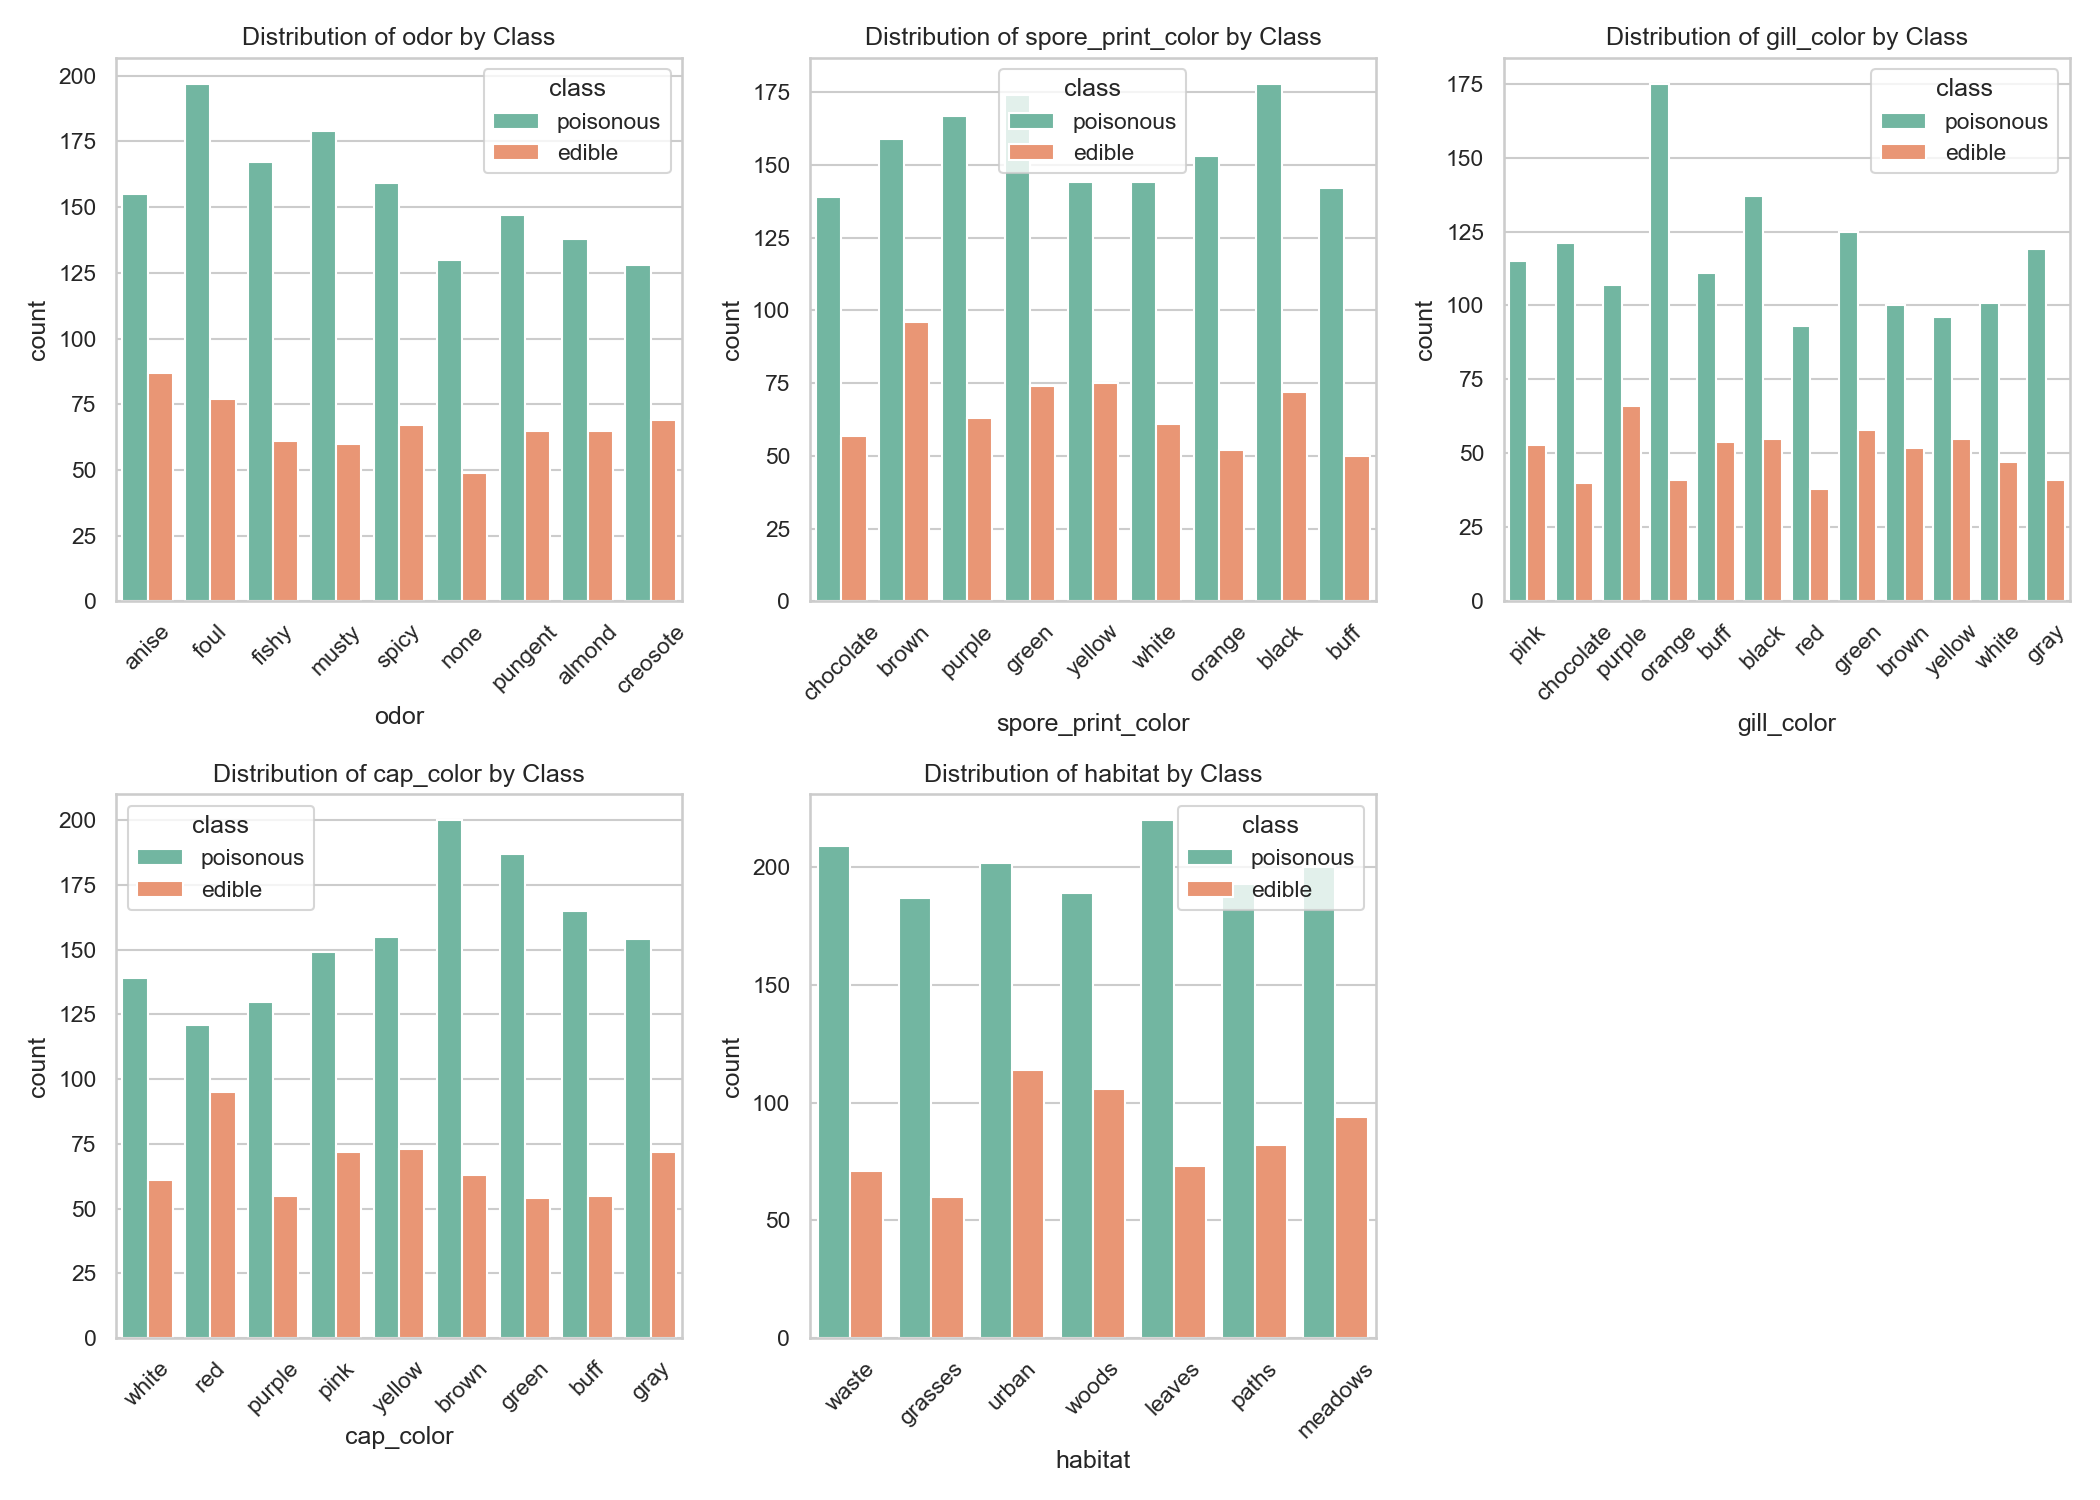 Distribution of odor by Class
class
poisonous
edible
200
175
150
125
100
75
50
25
0
count
anise
foul
fishy
musty
spicy
none
pungent
almond
creosote
odor
Distribution of spore_print_color by Class
class
poisonous
edible
175
150
125
100
75
50
25
0
count
chocolate
brown
purple
green
yellow
white
orange
black
buff
spore_print_color
Distribution of gill_color by Class
class
poisonous
edible
175
150
125
100
75
50
25
0
count
pink
chocolate
purple
orange
buff
black
red
green
brown
yellow
white
gray
gill_color
Distribution of cap_color by Class
class
poisonous
edible
200
175
150
125
100
75
50
25
0
count
white
red
purple
pink
yellow
brown
green
buff
gray
cap_color
Distribution of habitat by Class
class
poisonous
edible
200
150
100
50
0
count
waste
grasses
urban
woods
leaves
paths
meadows
habitat